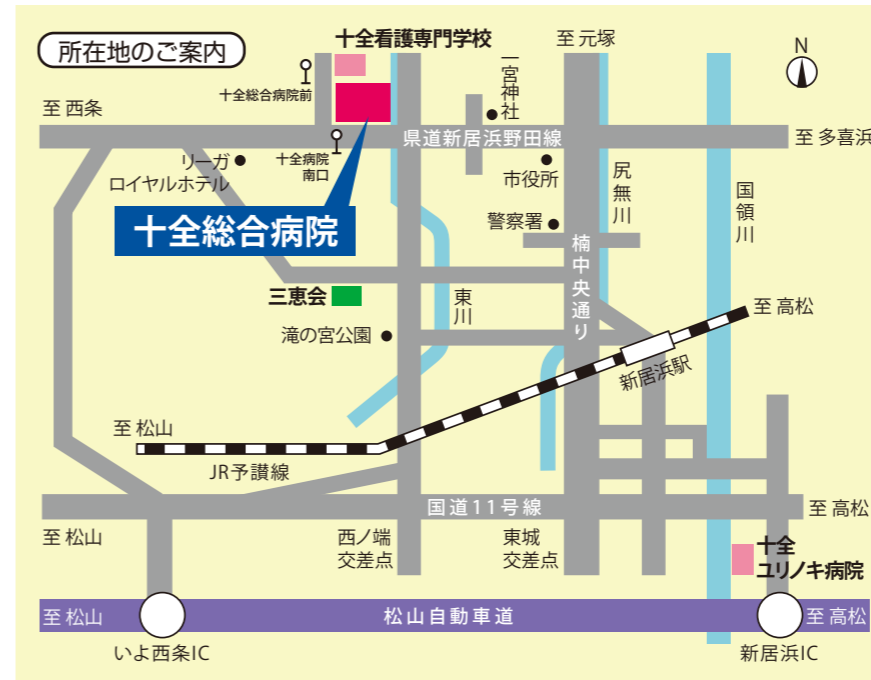 所在地のご案内
十全看護専門学校
至 元塚
N
十全総合病院前
一宮神社
至 西条
県道新居浜野田線
至 多喜浜
リーガ
ロイヤルホテル
十全病院
南口
市役所
尻無川
国領川
十全総合病院
警察署
楠中央通り
三恵会
東川
至 高松
滝の宮公園
新居浜駅
至 松山
JR予讃線
国道11号線
至 高松
至 松山
西ノ端
交差点
東城
交差点
十全
ユリノキ病院
至 松山
松山自動車道
至 高松
いよ西条IC
新居浜IC